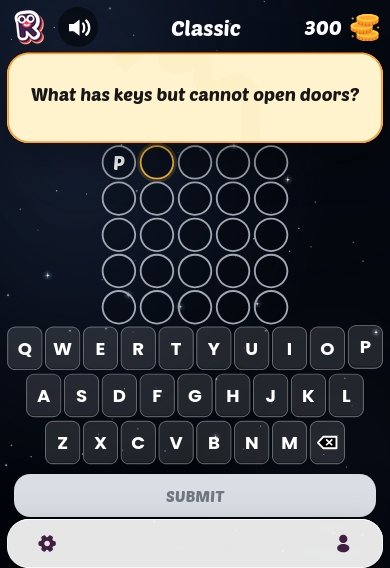 R
Classic
300
What has keys but cannot open doors?
P
Q W E R T Y U I O P
A S D F G H J K L
Z X C V B N M
SUBMIT